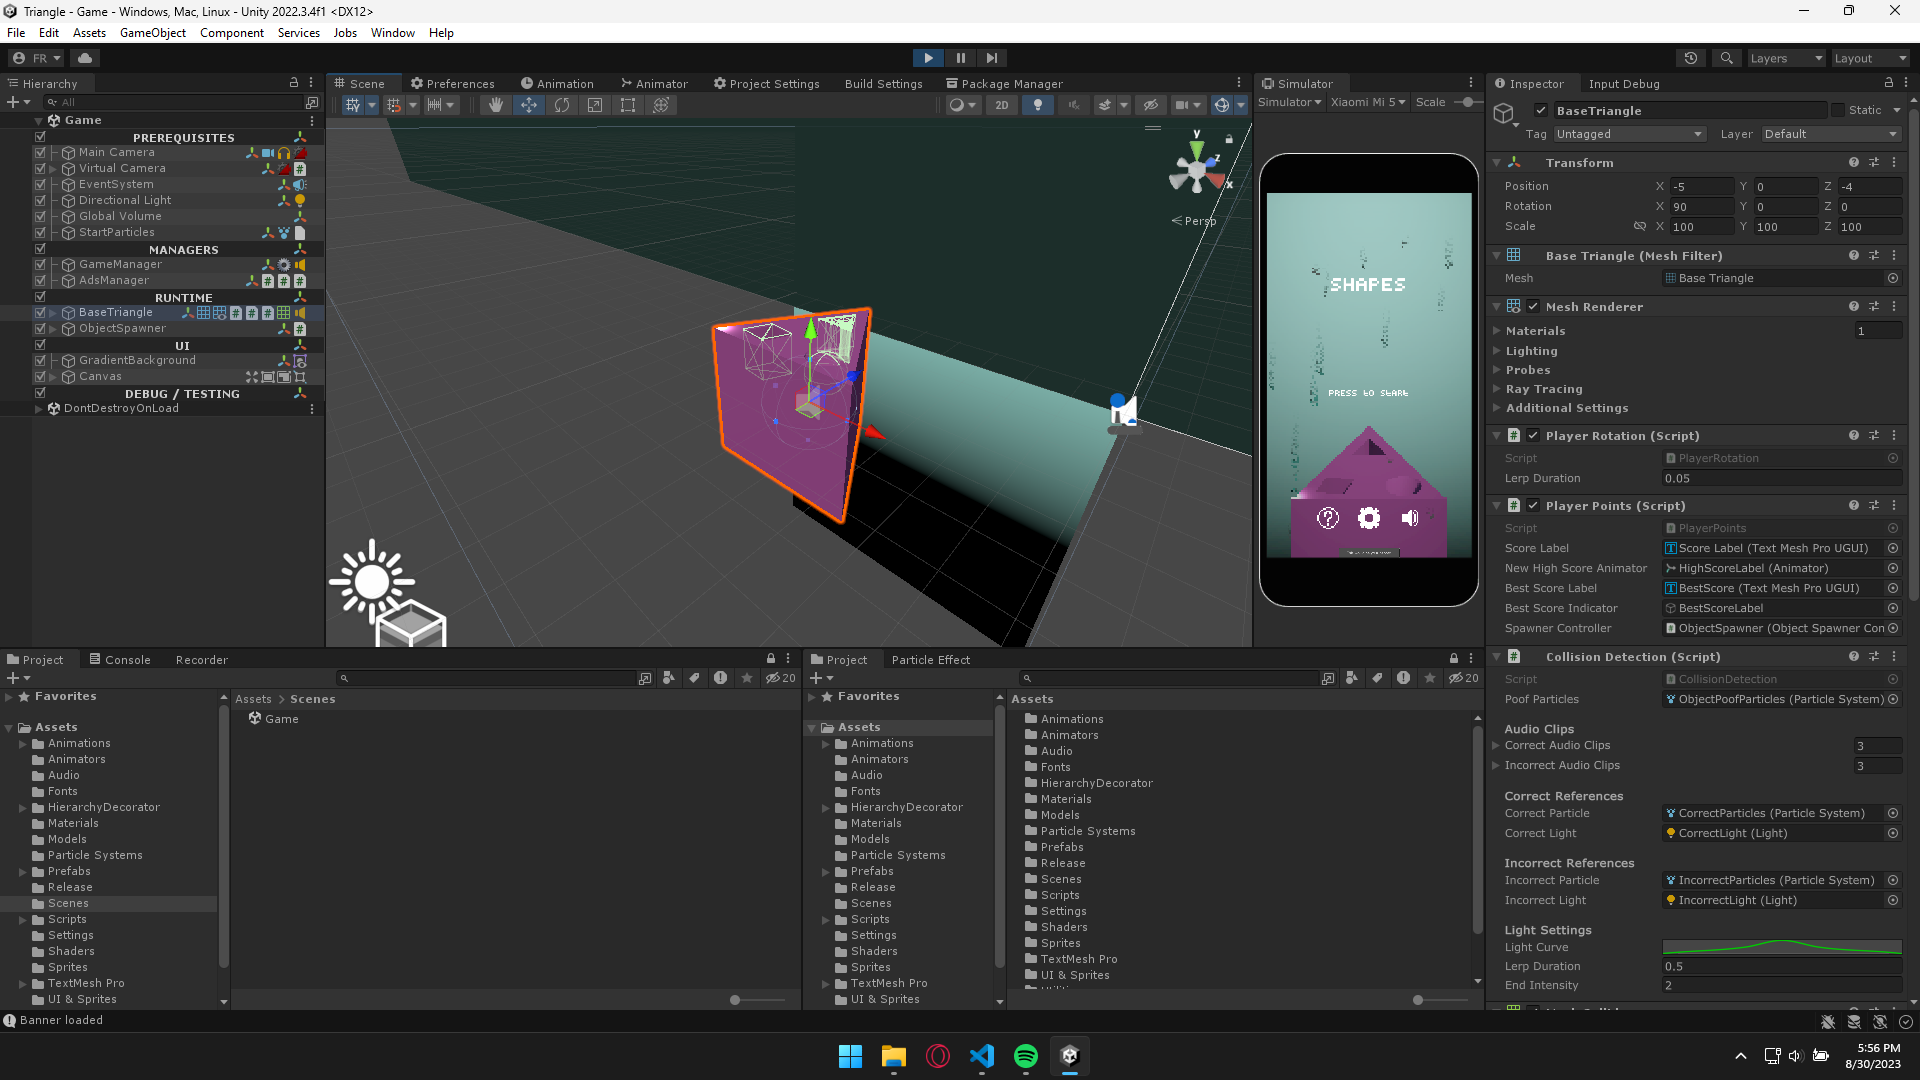 Triangle - Game - Windows, Mac, Linux - Unity 2022.3.4f1 <DX12>
File Edit Assets GameObject Component Services Jobs Window Help
FR
Layers Layout
Hierarchy
All
Game
PREREQUISITES
Main Camera
Virtual Camera
EventSystem
Directional Light
Global Volume
StartParticles
MANAGERS
GameManager
AdsManager
RUNTIME
BaseTriangle
ObjectSpawner
UI
GradientBackground
Canvas
DEBUG / TESTING
DontDestroyOnLoad
Scene Preferences Animation Animator Project Settings Build Settings Package Manager
2D
y
z
x
Persp
Simulator
Simulator Xiaomi Mi 5 Scale
SHAPES
PRESS to START
Inspector Input Debug
BaseTriangle Static
Tag Untagged Layer Default
Transform
Position X -5 Y 0 Z -4
Rotation X 90 Y 0 Z 0
Scale X 100 Y 100 Z 100
Base Triangle (Mesh Filter)
Mesh Base Triangle
Mesh Renderer
Materials 1
Lighting
Probes
Ray Tracing
Additional Settings
Player Rotation (Script)
Script PlayerRotation
Lerp Duration 0.05
Player Points (Script)
Script PlayerPoints
Score Label Score Label (Text Mesh Pro UGUI)
New High Score Animator HighScoreLabel (Animator)
Best Score Label BestScore (Text Mesh Pro UGUI)
Best Score Indicator BestScoreLabel
Spawner Controller ObjectSpawner (Object Spawner Con
Collision Detection (Script)
Script CollisionDetection
Poof Particles ObjectPoofParticles (Particle System)
Audio Clips
Correct Audio Clips 3
Incorrect Audio Clips 3
Correct References
Correct Particle CorrectParticles (Particle System)
Correct Light CorrectLight (Light)
Incorrect References
Incorrect Particle IncorrectParticles (Particle System)
Incorrect Light IncorrectLight (Light)
Light Settings
Light Curve
Lerp Duration 0.5
End Intensity 2
Project Console Recorder
20
Favorites
Assets
Animations
Animators
Audio
Fonts
HierarchyDecorator
Materials
Models
Particle Systems
Prefabs
Release
Scenes
Scripts
Settings
Shaders
Sprites
TextMesh Pro
UI & Sprites
Assets > Scenes
Game
Project Particle Effect
20
Favorites
Assets
Animations
Animators
Audio
Fonts
HierarchyDecorator
Materials
Models
Particle Systems
Prefabs
Release
Scenes
Scripts
Settings
Shaders
Sprites
TextMesh Pro
UI & Sprites
Assets
Animations
Animators
Audio
Fonts
HierarchyDecorator
Materials
Models
Particle Systems
Prefabs
Release
Scenes
Scripts
Settings
Shaders
Sprites
TextMesh Pro
UI & Sprites
Banner loaded
5:56 PM
8/30/2023